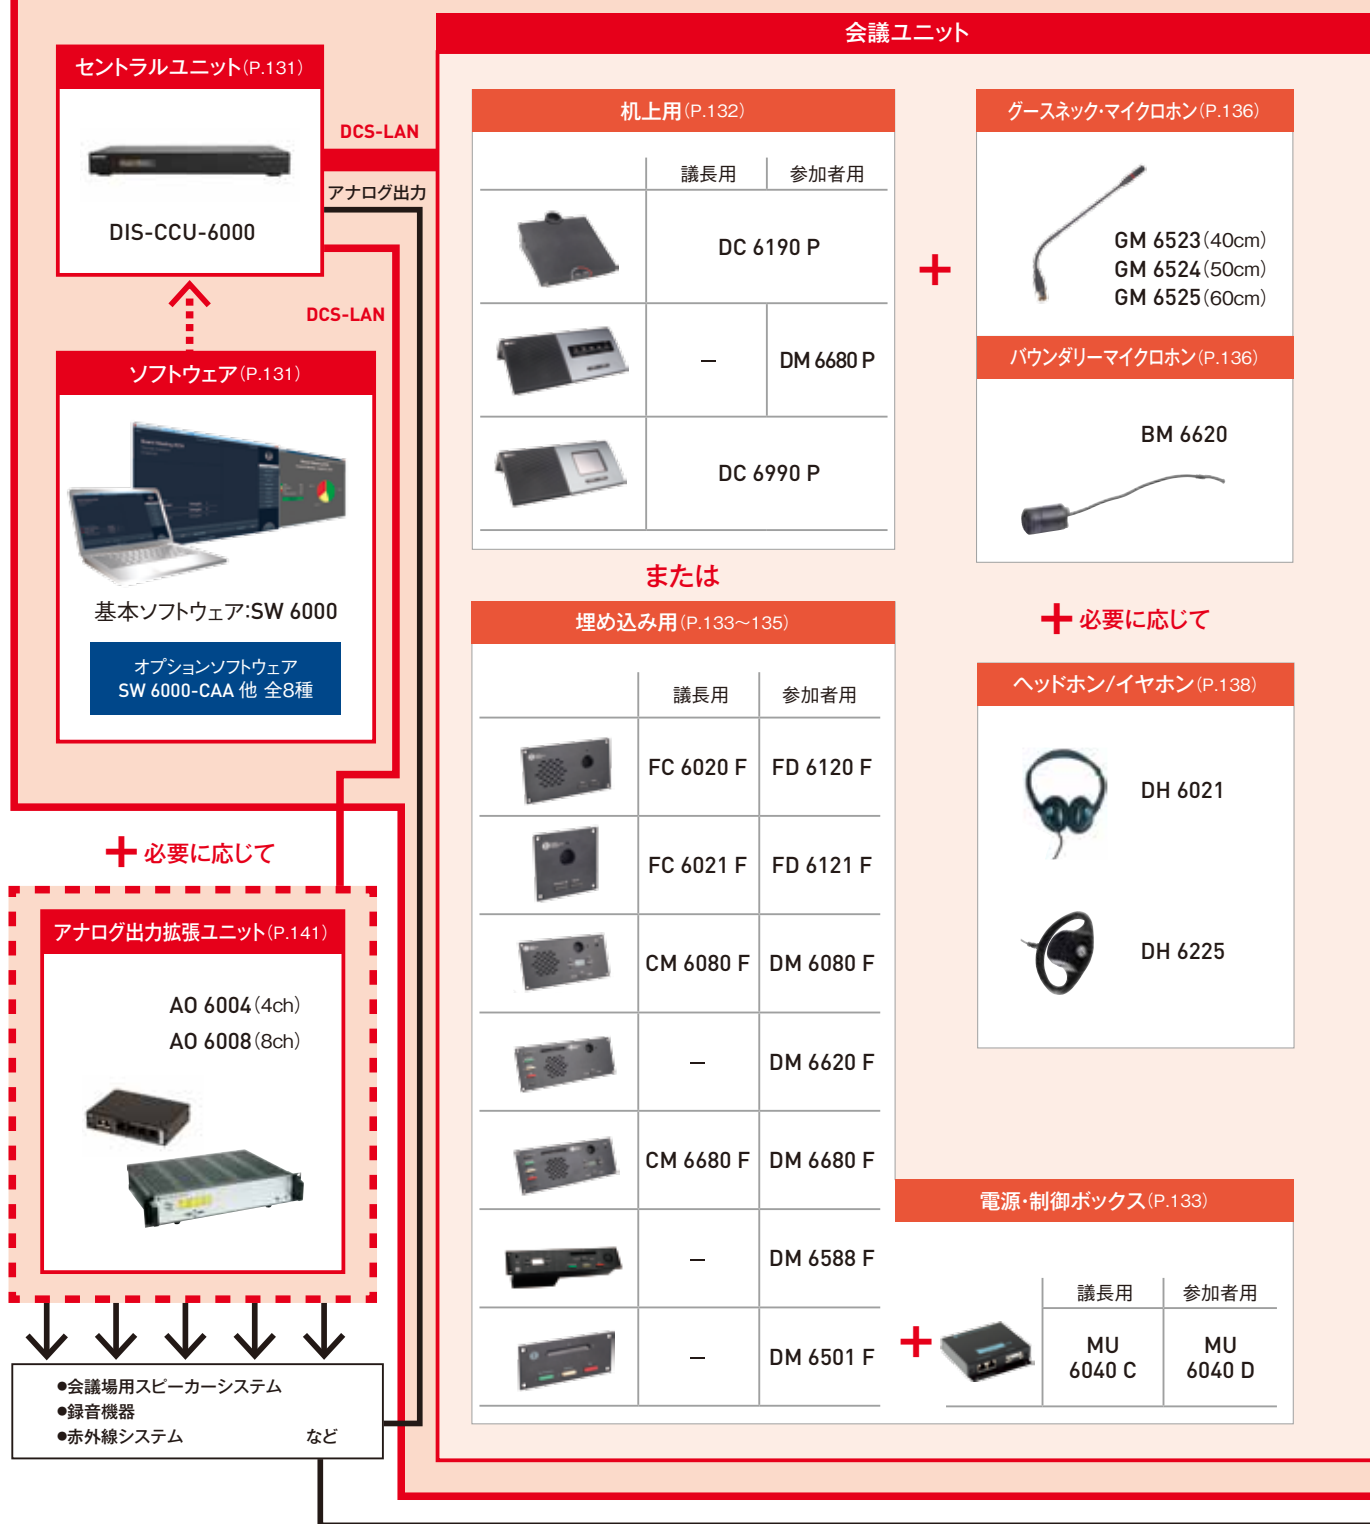 会議ユニット
セントラルユニット(P.131)
DIS-CCU-6000
DCS-LAN
アナログ出力
DCS-LAN
ソフトウェア(P.131)
基本ソフトウェア:SW 6000
オプションソフトウェア
SW 6000-CAA 他 全8種
+ 必要に応じて
アナログ出力拡張ユニット(P.141)
AO 6004(4ch)
AO 6008(8ch)
●会議場用スピーカーシステム
●録音機器
●赤外線システム など
机上用(P.132)
議長用 参加者用
DC 6190 P
– DM 6680 P
DC 6990 P
または
埋め込み用(P.133〜135)
議長用 参加者用
FC 6020 F FD 6120 F
FC 6021 F FD 6121 F
CM 6080 F DM 6080 F
– DM 6620 F
CM 6680 F DM 6680 F
– DM 6588 F
– DM 6501 F
+
グースネック・マイクロホン(P.136)
GM 6523(40cm)
GM 6524(50cm)
GM 6525(60cm)
バウンダリーマイクロホン(P.136)
BM 6620
+ 必要に応じて
ヘッドホン/イヤホン(P.138)
DH 6021
DH 6225
+
電源・制御ボックス(P.133)
議長用 参加者用
MU MU
6040 C 6040 D